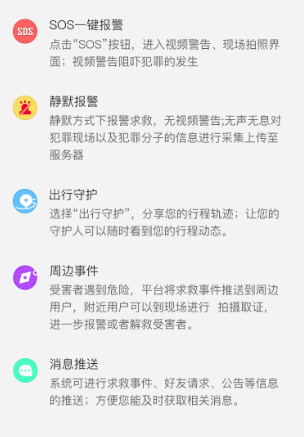 SOS
SOS一键报警
点击“SOS”按钮，进入视频警告、现场拍照界
面；视频警告阻吓犯罪的发生
静默报警
静默方式下报警求救，无视频警告;无声无息对
犯罪现场以及犯罪分子的信息进行采集上传至
服务器
出行守护
选择“出行守护”，分享您的行程轨迹；让您的
守护人可以随时看到您的行程动态。
周边事件
受害者遇到危险，平台将求救事件推送到周边
用户，附近用户可以到现场进行 拍摄取证，
进一步报警或者解救受害者。
消息推送
系统可进行求救事件、好友请求、公告等信息
的推送；方便您能及时获取相关消息。